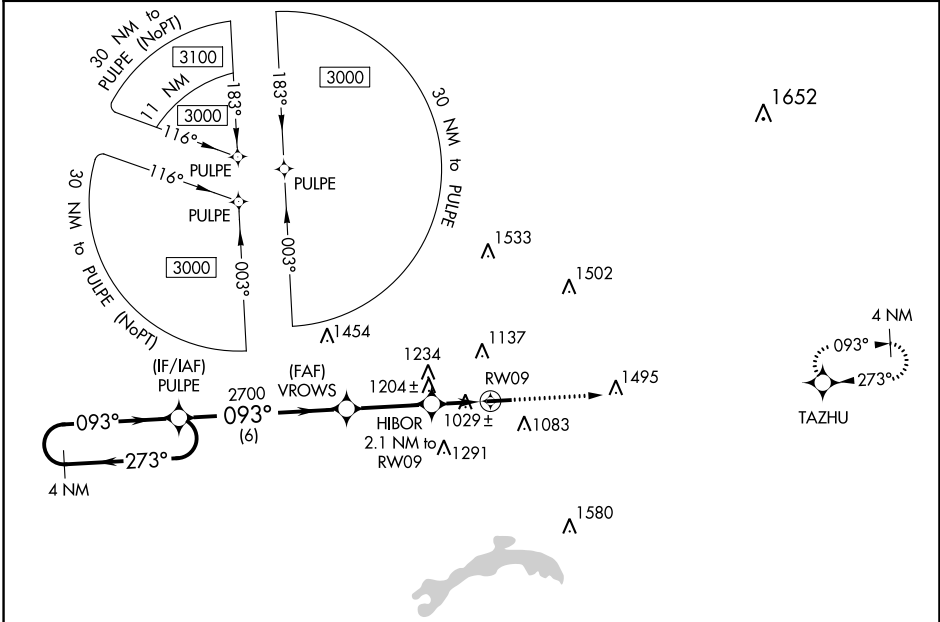 30 NM to
PULPE (NoPT)
3100
11 NM
3000
183°
116°
PULPE
183°
3000
30 NM to PULPE
PULPE
003°
116°
PULPE
30 NM to PULPE (NoPT)
3000
003°
1652
1533
1502
1454
1137
1234
1204±
1495
RW09
1029±
1083
1291
1580
(IF/IAF)
PULPE
2700
093°
(6)
(FAF)
VROWS
HIBOR
2.1 NM to
RW09
093°
273°
4 NM
4 NM
093°
273°
TAZHU